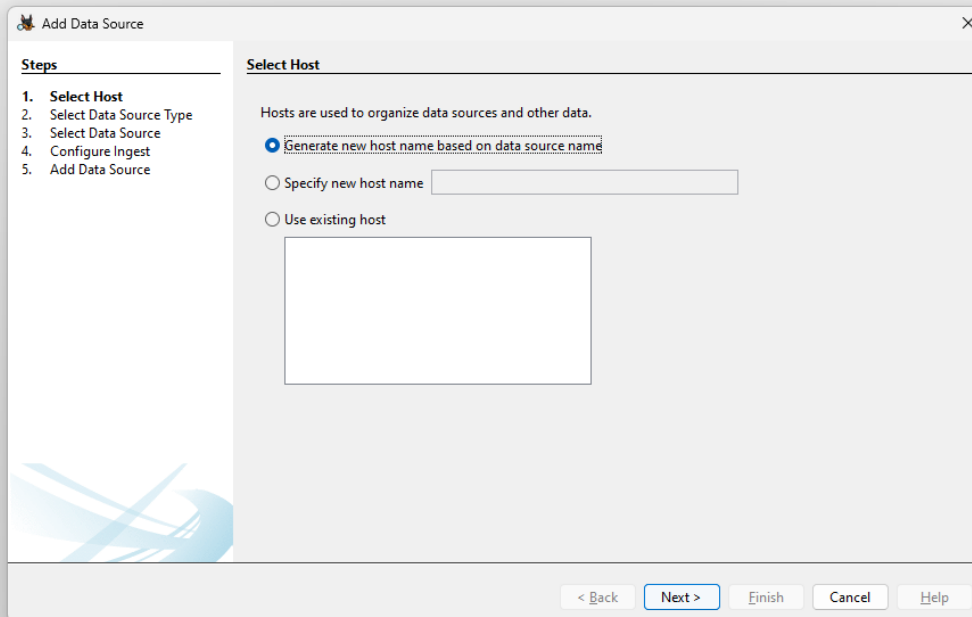 Add Data Source
Steps
1. Select Host
2. Select Data Source Type
3. Select Data Source
4. Configure Ingest
5. Add Data Source
Select Host
Hosts are used to organize data sources and other data.
Generate new host name based on data source name
Specify new host name
Use existing host
< Back
Next >
Finish
Cancel
Help